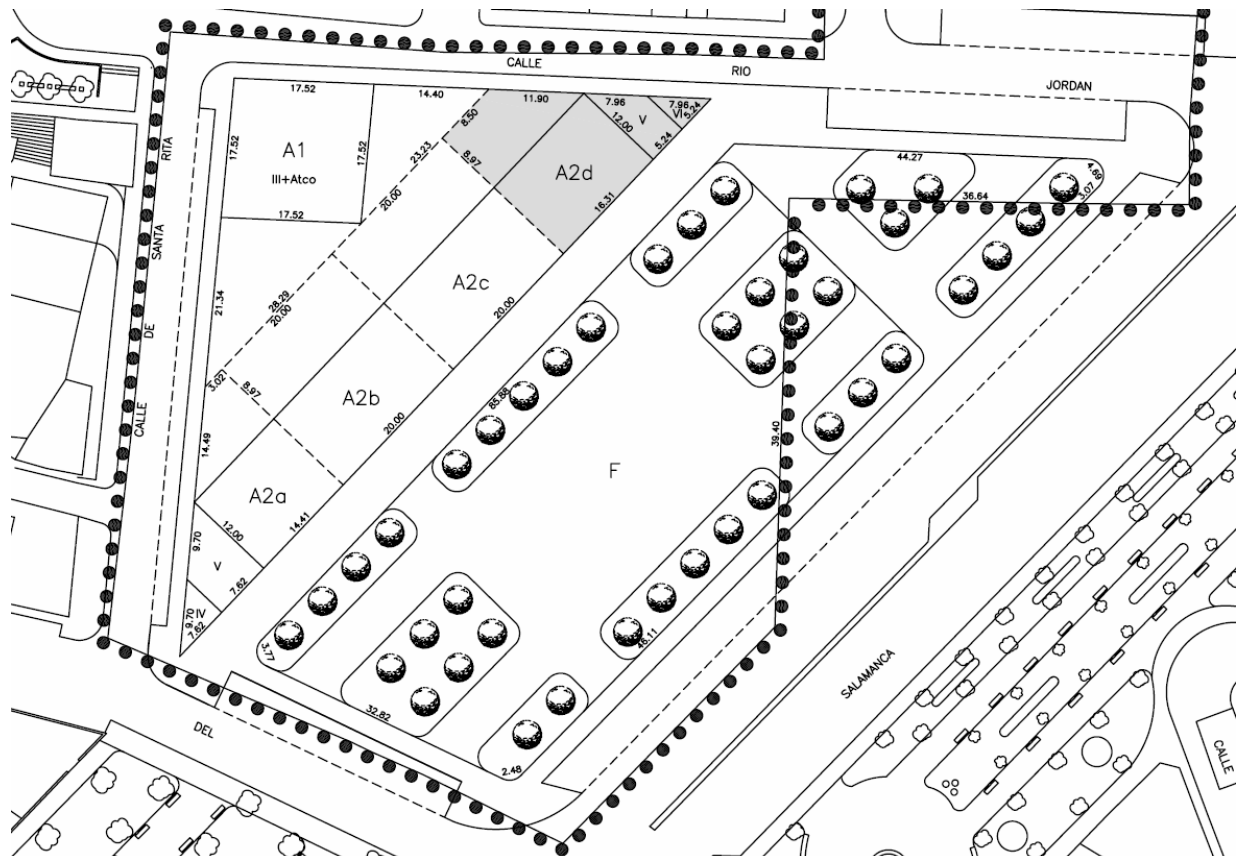 CALLE
RIO
JORDAN
17.52
14.40
11.90
7.96
7.96
V
VI
5.24
5.24
12.00
8.50
17.52
A1
III+Atco
17.52
17.52
23.23
20.00
8.97
A2d
16.31
44.27
4.69
3.07
36.64
CALLE
DE
SANTA
RITA
21.34
28.29
20.00
A2c
20.00
85.88
39.40
3.02
8.97
A2b
20.00
14.49
A2a
12.00
14.41
F
9.70
V
7.62
9.70
IV
7.62
3.77
46.11
32.82
2.48
DEL
SALAMANCA
CALLE